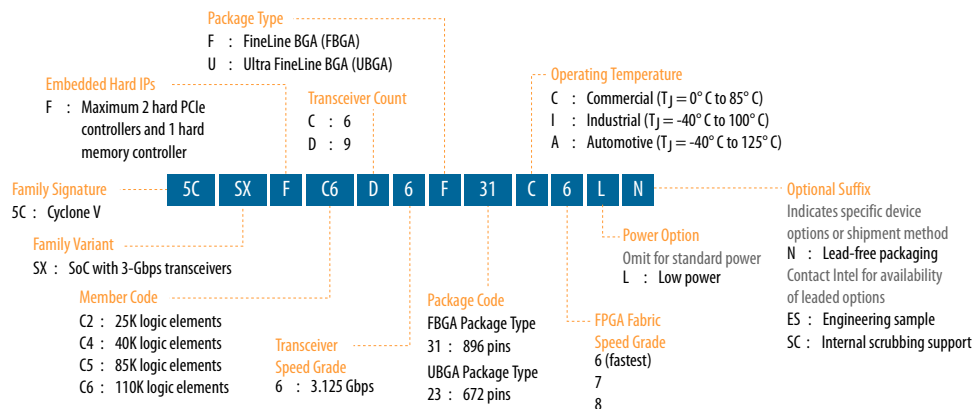 Package Type
F : FineLine BGA (FBGA)
U : Ultra FineLine BGA (UBGA)
Embedded Hard IPs
F : Maximum 2 hard PCIe
controllers and 1 hard
memory controller
Transceiver Count
C : 6
D : 9
Operating Temperature
C : Commercial (TJ = 0° C to 85° C)
I : Industrial (TJ = -40° C to 100° C)
A : Automotive (TJ = -40° C to 125° C)
5C SX F C6 D 6 F 31 C 6 L N
Family Signature
5C : Cyclone V
Family Variant
SX : SoC with 3-Gbps transceivers
Member Code
C2 : 25K logic elements
C4 : 40K logic elements
C5 : 85K logic elements
C6 : 110K logic elements
Transceiver
Speed Grade
6 : 3.125 Gbps
Package Code
FBGA Package Type
31 : 896 pins
UBGA Package Type
23 : 672 pins
FPGA Fabric
Speed Grade
6 (fastest)
7
8
Power Option
Omit for standard power
L : Low power
Optional Suffix
Indicates specific device
options or shipment method
N : Lead-free packaging
Contact Intel for availability
of leaded options
ES : Engineering sample
SC : Internal scrubbing support